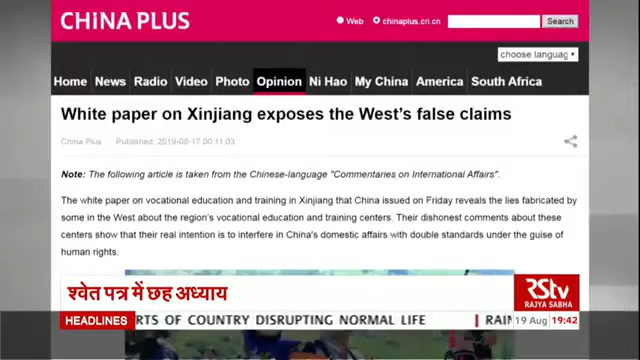 CHINA PLUS
Web chinaplus.cri.cn Search
choose languag
Home News Radio Video Photo Opinion Ni Hao My China America South Africa
White paper on Xinjiang exposes the West's false claims
China Plus Published: 2019-08-17 00:11:03
Note: The following article is taken from the Chinese-language "Commentaries on International Affairs".
The white paper on vocational education and training in Xinjiang that China issued on Friday reveals the lies fabricated by
some in the West about the region's vocational education and training centers. Their dishonest comments about these
centers show that their real intention is to interfere in China's domestic affairs with double standards under the guise of
human rights.
श्वेत पत्र में छह अध्याय
RStv
RAJYA SABHA
HEADLINES RTS OF COUNTRY DISRUPTING NORMAL LIFE | RAIN 19 Aug 19:42